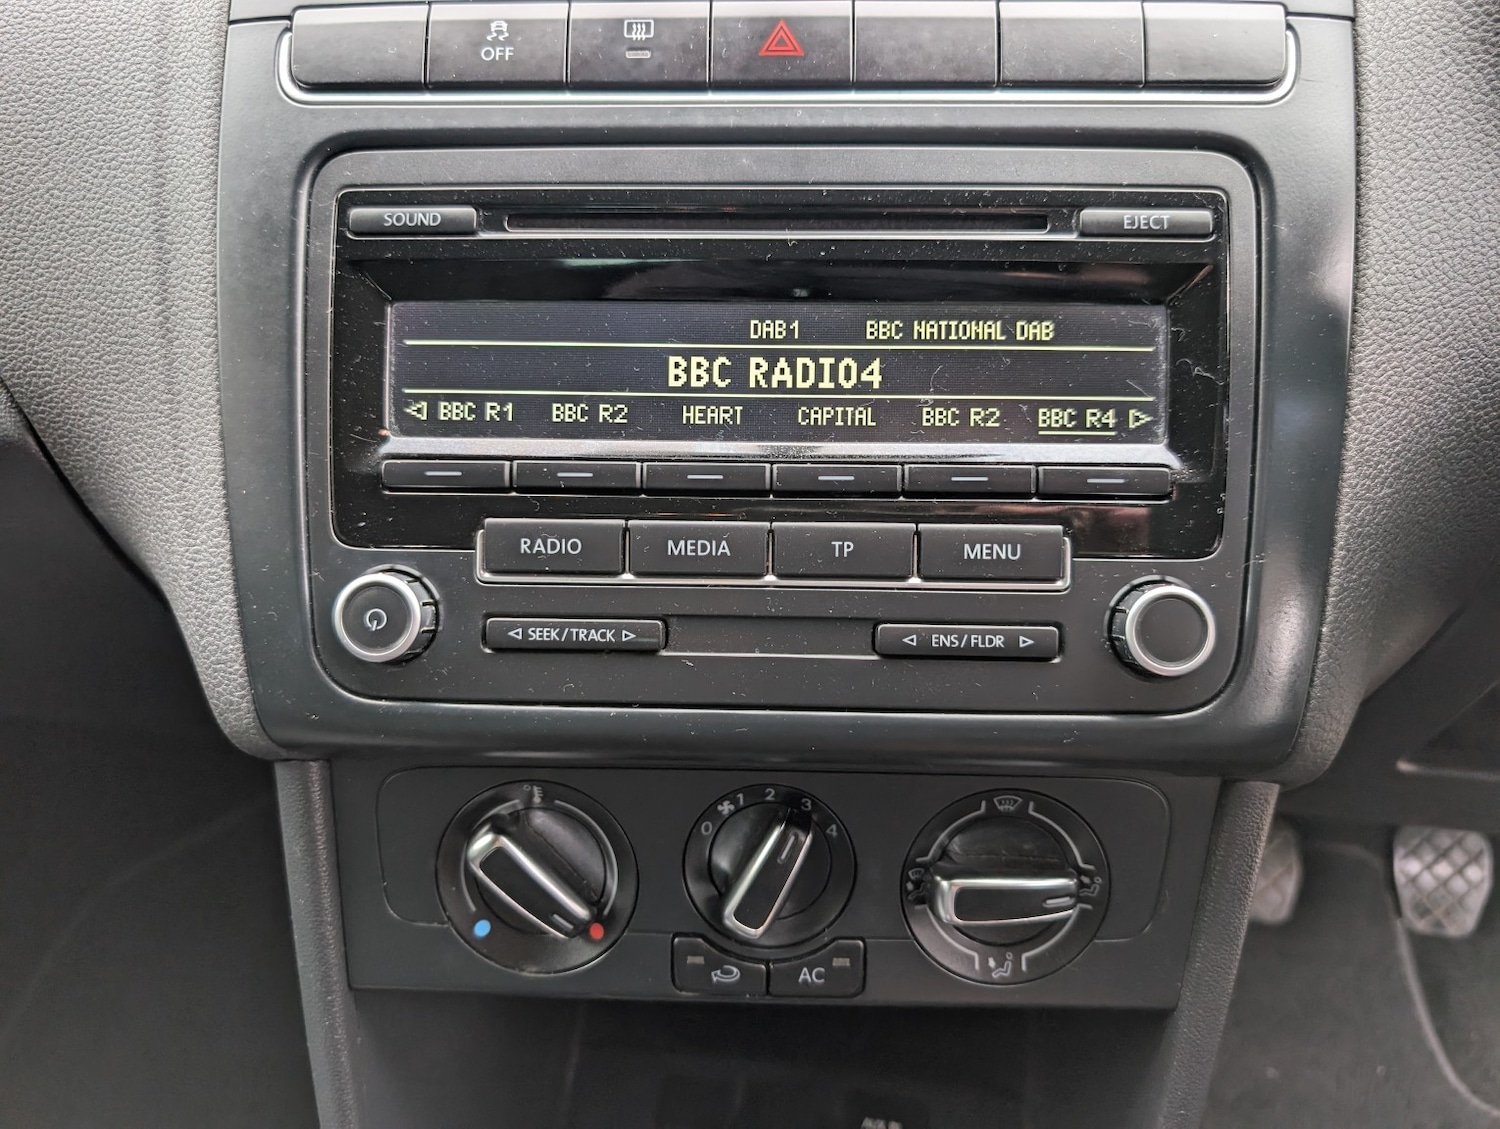 OFF
SOUND EJECT
DAB1 BBC NATIONAL DAB
BBC RADIO4
BBC R1 BBC R2 HEART CAPITAL BBC R2 BBC R4
RADIO MEDIA TP MENU
SEEK/TRACK ENS/FLDR
0 1 2 3 4
AC